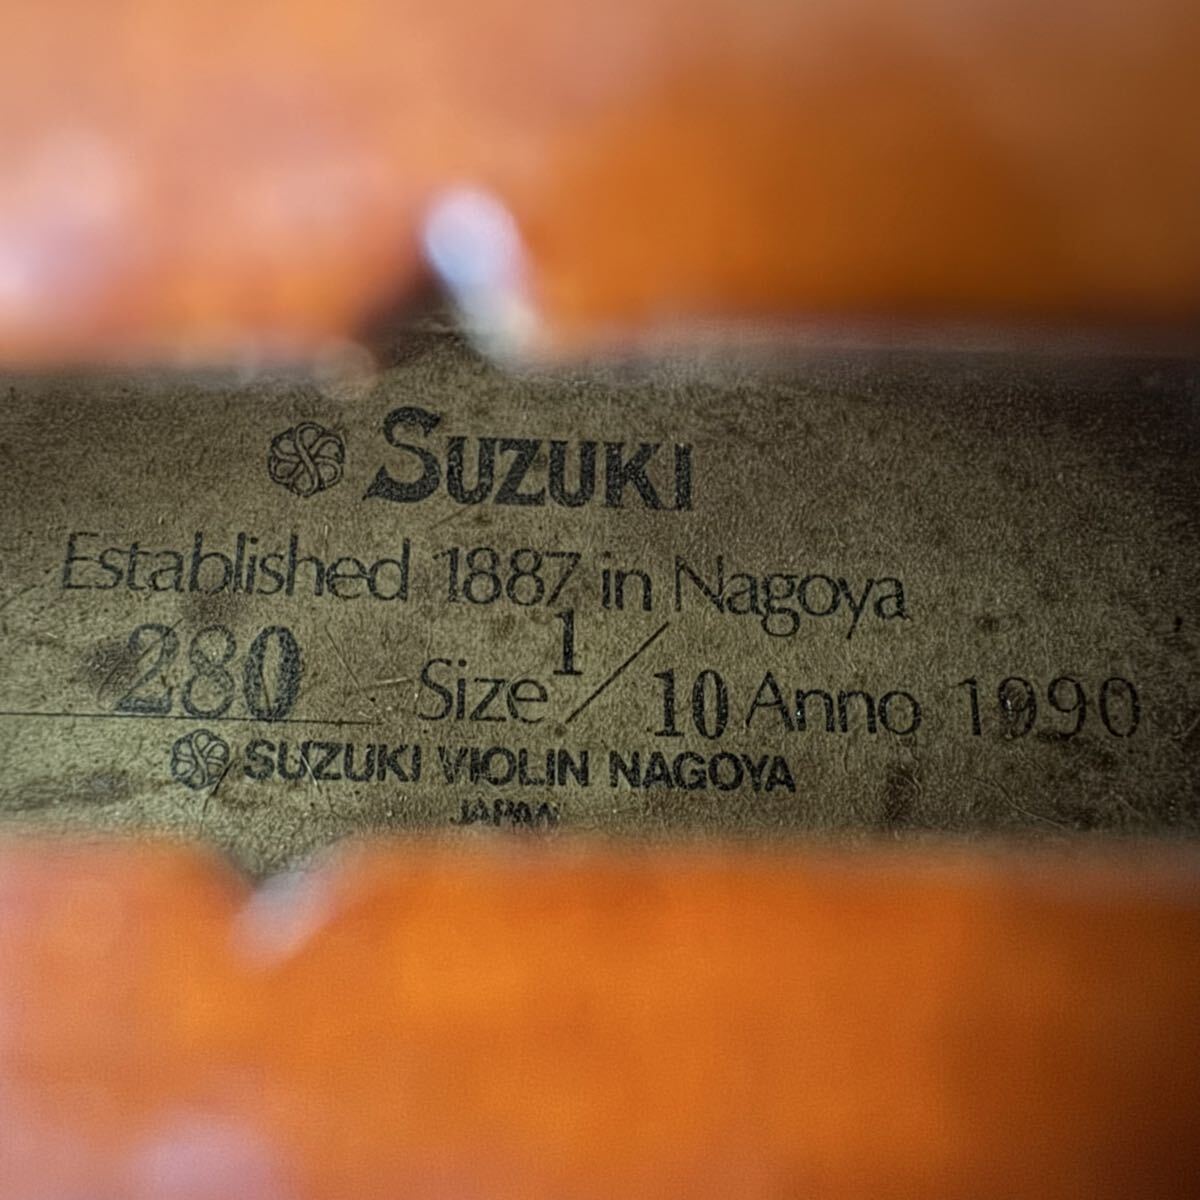 SUZUKI
Established 1887 in Nagoya
280 Size 1/10 Anno 1990
SUZUKI VIOLIN NAGOYA
JAPAN